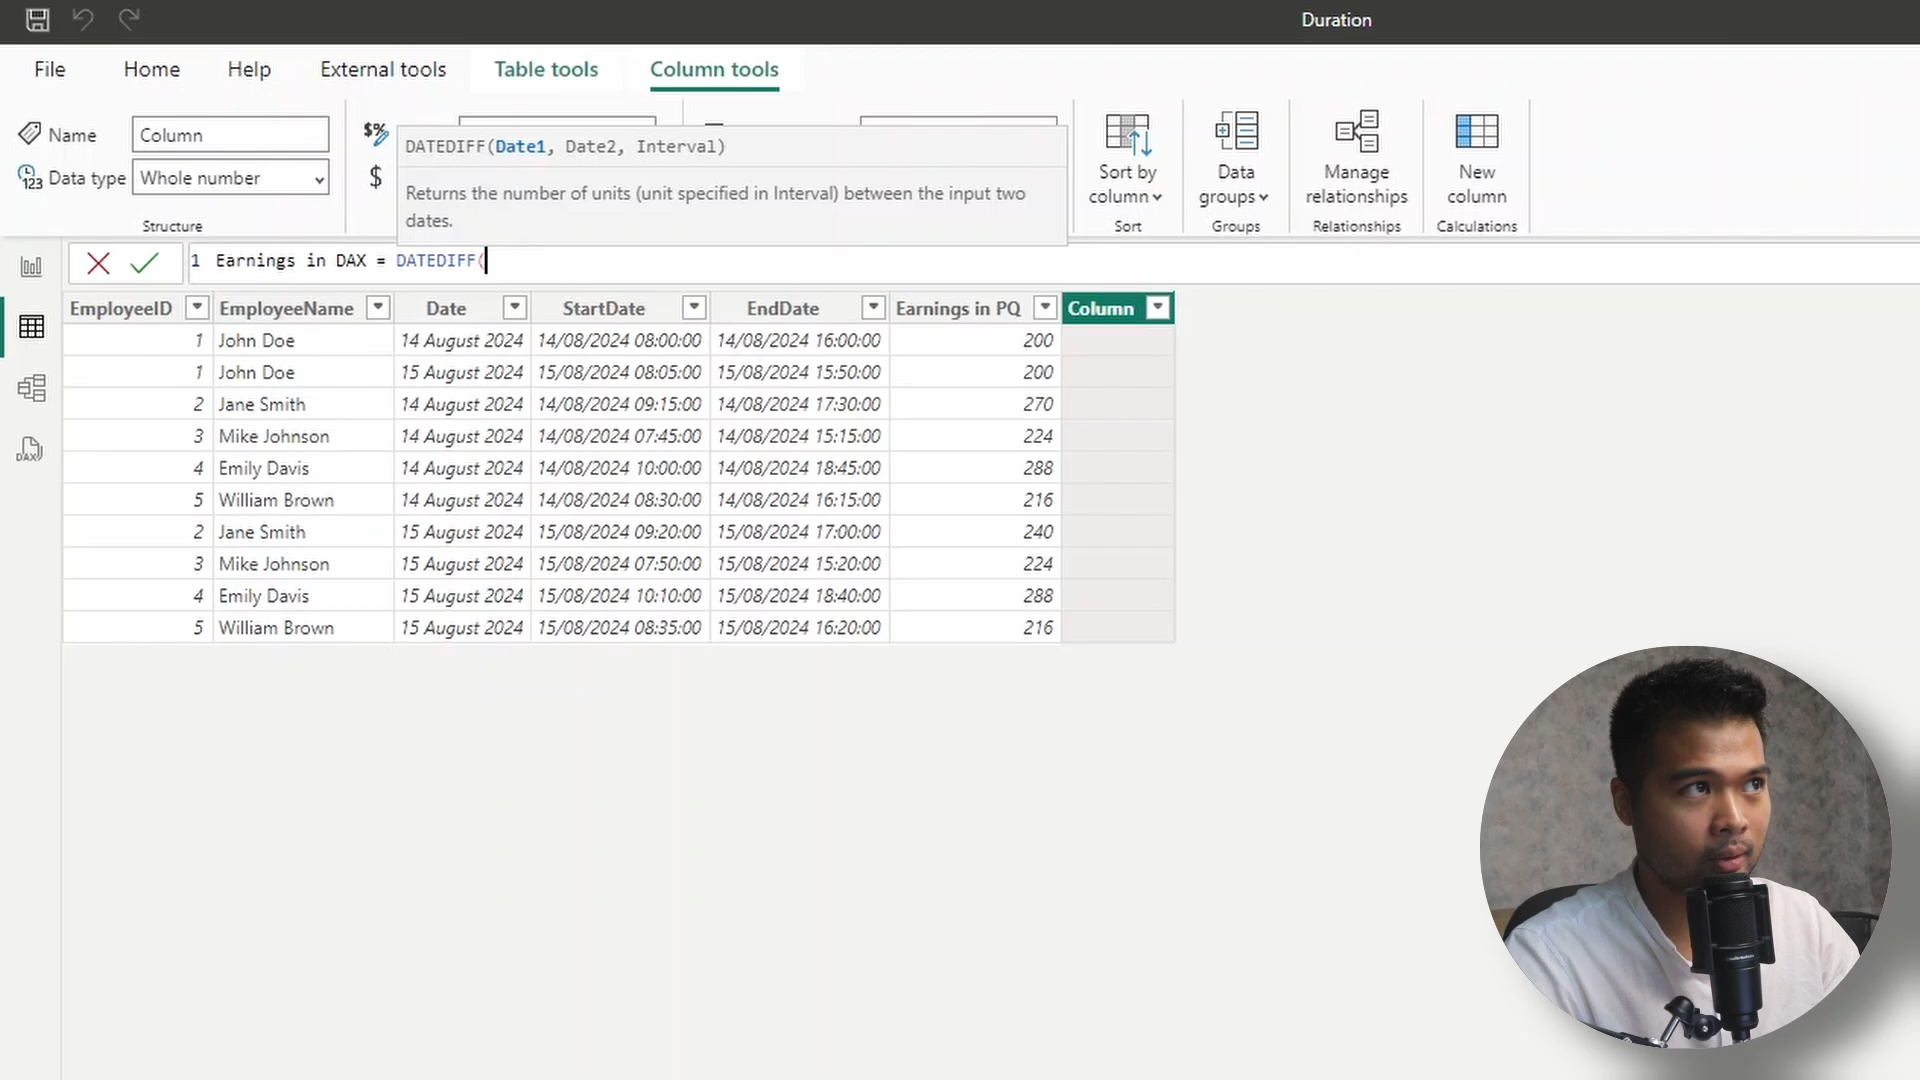 Duration
File Home Help External tools Table tools Column tools
Name Column
Data type Whole number
Structure
$%
$
DATEDIFF(Date1, Date2, Interval)
Returns the number of units (unit specified in Interval) between the input two
dates.
Sort by
column
Sort
Data
groups
Groups
Manage
relationships
Relationships
New
column
Calculations
1 Earnings in DAX = DATEDIFF(
EmployeeID EmployeeName Date StartDate EndDate Earnings in PQ Column
1 John Doe 14 August 2024 14/08/2024 08:00:00 14/08/2024 16:00:00 200
1 John Doe 15 August 2024 15/08/2024 08:05:00 15/08/2024 15:50:00 200
2 Jane Smith 14 August 2024 14/08/2024 09:15:00 14/08/2024 17:30:00 270
3 Mike Johnson 14 August 2024 14/08/2024 07:45:00 14/08/2024 15:15:00 224
4 Emily Davis 14 August 2024 14/08/2024 10:00:00 14/08/2024 18:45:00 288
5 William Brown 14 August 2024 14/08/2024 08:30:00 14/08/2024 16:15:00 216
2 Jane Smith 15 August 2024 15/08/2024 09:20:00 15/08/2024 17:00:00 240
3 Mike Johnson 15 August 2024 15/08/2024 07:50:00 15/08/2024 15:20:00 224
4 Emily Davis 15 August 2024 15/08/2024 10:10:00 15/08/2024 18:40:00 288
5 William Brown 15 August 2024 15/08/2024 08:35:00 15/08/2024 16:20:00 216
DAX